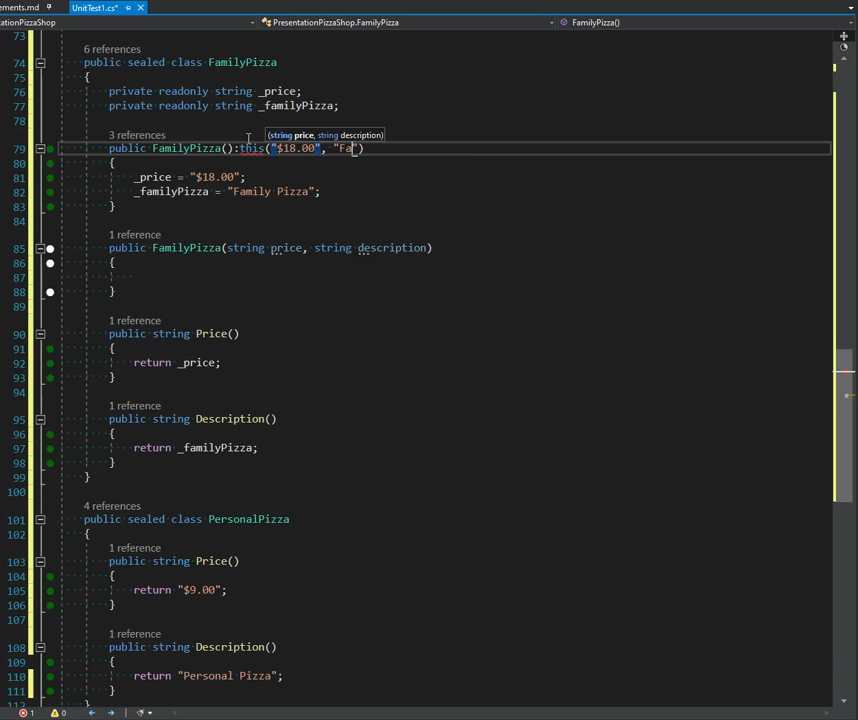 ements.md UnitTest1.cs*
tationPizzaShop PresentationPizzaShop.FamilyPizza FamilyPizza()
73
6 references
74 public sealed class FamilyPizza
75 {
76 private readonly string _price;
77 private readonly string _familyPizza;
78
3 references (string price, string description)
79 public FamilyPizza():this("$18.00", "Fa")
80 {
81 _price = "$18.00";
82 _familyPizza = "Family Pizza";
83 }
84
1 reference
85 public FamilyPizza(string price, string description)
86 {
87
88 }
89
1 reference
90 public string Price()
91 {
92 return _price;
93 }
94
1 reference
95 public string Description()
96 {
97 return _familyPizza;
98 }
99 }
100
4 references
101 public sealed class PersonalPizza
102 {
1 reference
103 public string Price()
104 {
105 return "$9.00";
106 }
107
1 reference
108 public string Description()
109 {
110 return "Personal Pizza";
111 }
112 }
1 0